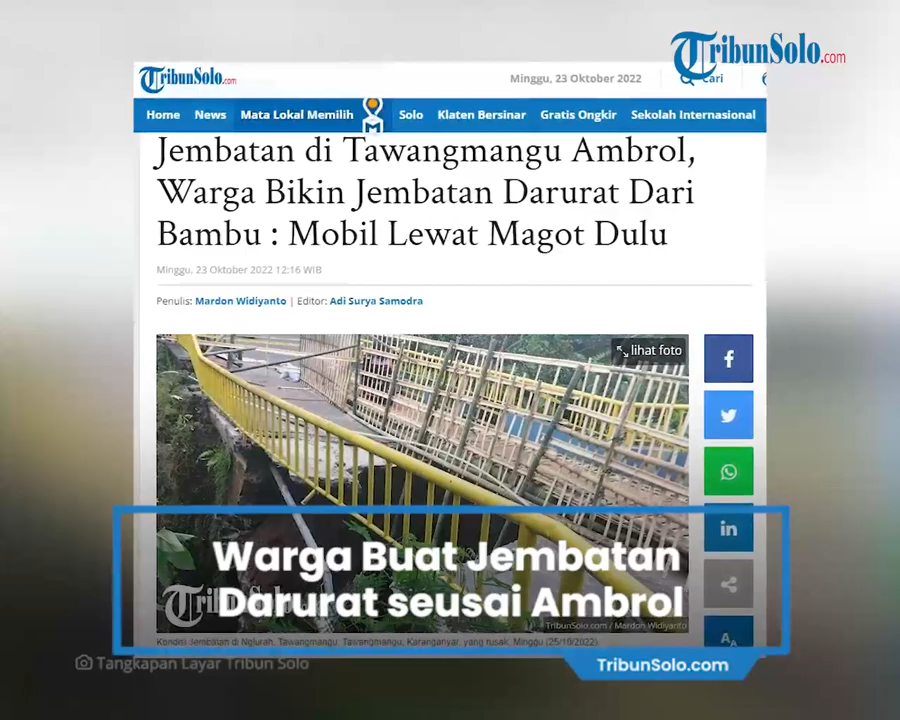 TribunSolo.com
TribunSolo.com
Minggu, 23 Oktober 2022
Cari
Home News Mata Lokal Memilih Solo Klaten Bersinar Gratis Ongkir Sekolah Internasional
Jembatan di Tawangmangu Ambrol,
Warga Bikin Jembatan Darurat Dari
Bambu : Mobil Lewat Magot Dulu
Minggu, 23 Oktober 2022 12:16 WIB
Penulis: Mardon Widiyanto | Editor: Adi Surya Samodra
lihat foto
Warga Buat Jembatan
Darurat seusai Ambrol
TribunSolo.com / Mardon Widiyanto
Kondisi Jembatan di Nglurah, Tawangmangu, Tawangmangu, Karanganyar, yang rusak, Minggu (25/10/2022)
Tangkapan Layar Tribun Solo
TribunSolo.com